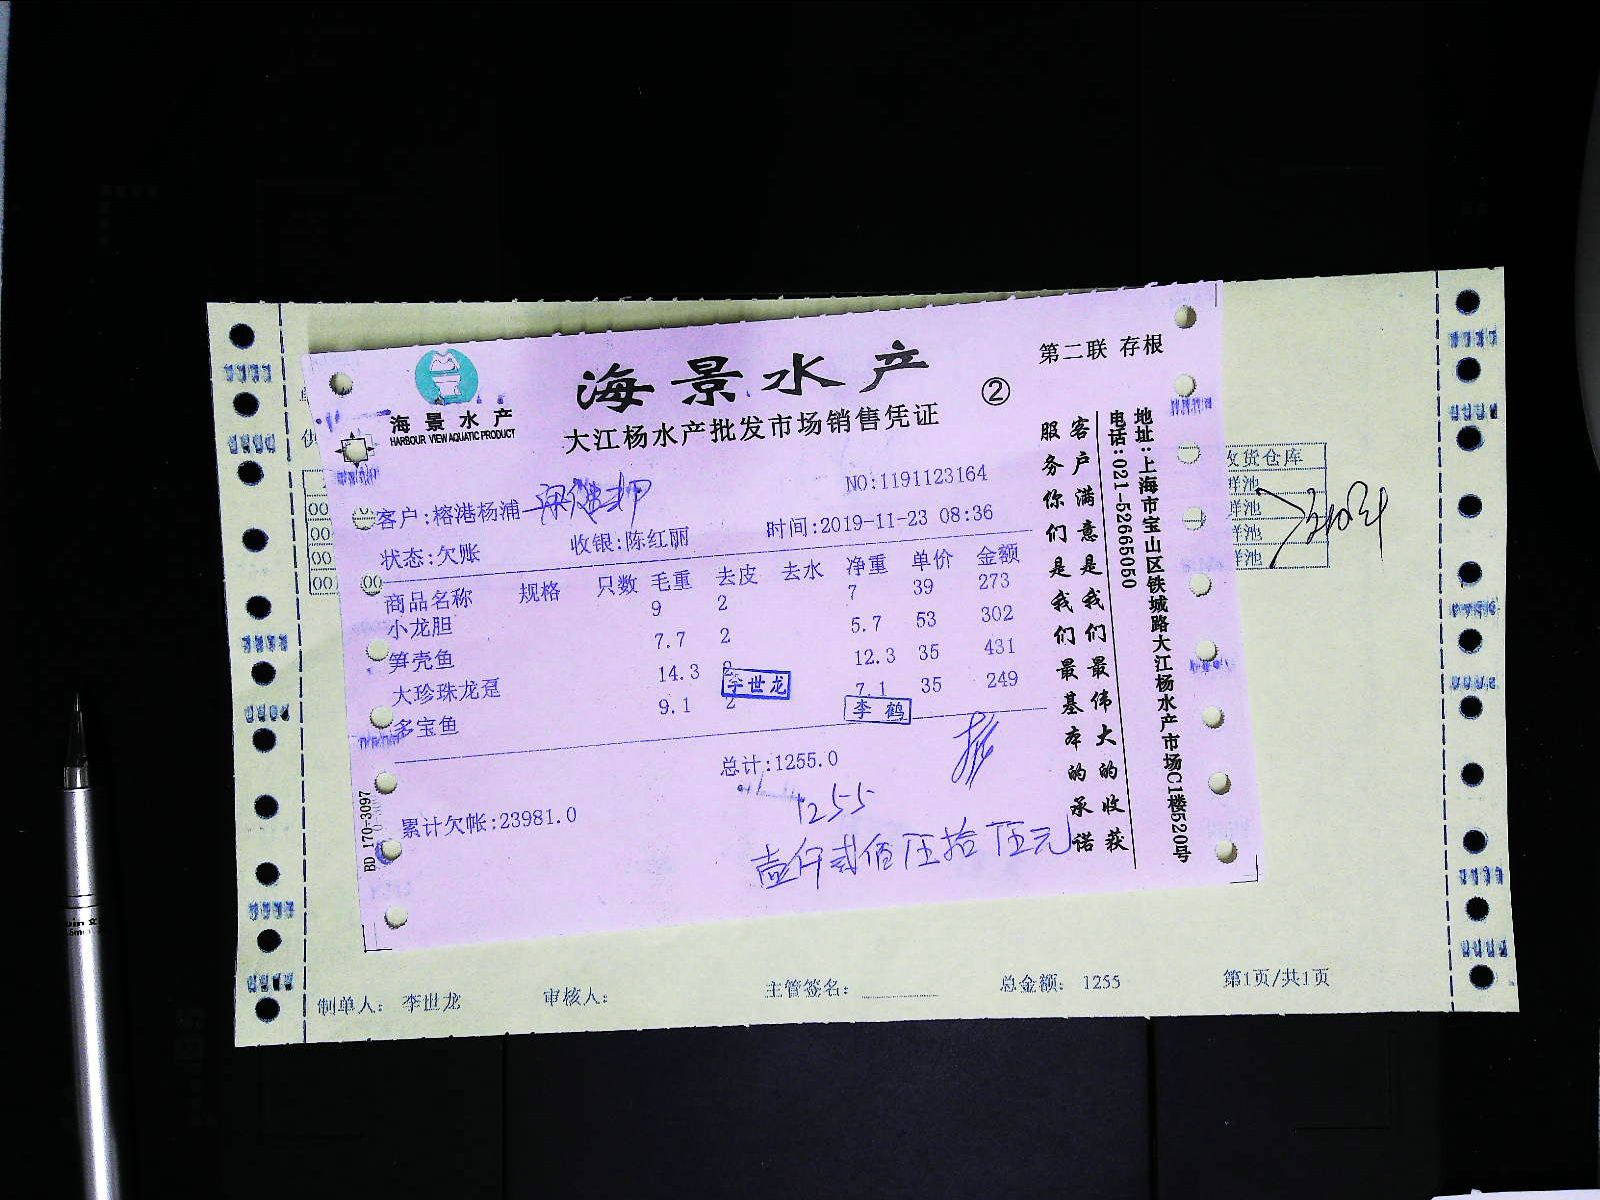 海景水产
HARBOUR VIEW AQUATIC PRODUCT
海景水产
大江杨水产批发市场销售凭证
②
第二联 存根
NO:1191123164
客户:榕港杨浦
状态:欠账 收银:陈红丽 时间:2019-11-23 08:36
商品名称 规格 只数 毛重 去皮 去水 净重 单价 金额
小龙胆 9 2 7 39 273
笋壳鱼 7.7 2 5.7 53 302
大珍珠龙趸 14.3 2 12.3 35 431
多宝鱼 9.1 2 7.1 35 249
李世龙
李鹤
总计:1255.0
累计欠帐:23981.0
1255
壹仟贰佰伍拾伍元
BD 170-3097
客户满意是我们最伟大的收获
服务你们是我们最基本的承诺
地址:上海市宝山区铁城路大江杨水产市场C1楼520号
电话:021-52665050
收货仓库
鲜池
鲜池
鲜池
鲜池
制单人: 李世龙 审核人: 主管签名: 总金额: 1255 第1页/共1页